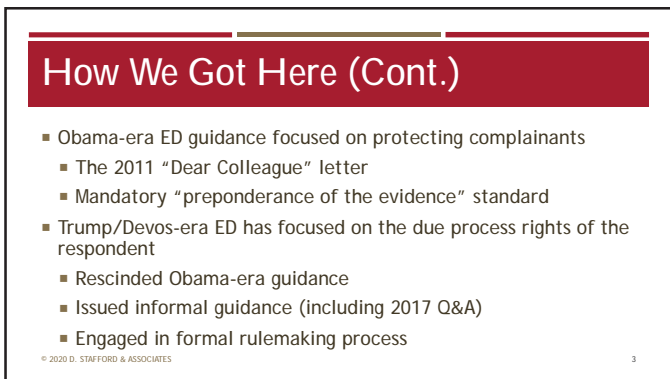 How We Got Here (Cont.)
▪ Obama-era ED guidance focused on protecting complainants
▪ The 2011 “Dear Colleague” letter
▪ Mandatory “preponderance of the evidence” standard
▪ Trump/Devos-era ED has focused on the due process rights of the
respondent
▪ Rescinded Obama-era guidance
▪ Issued informal guidance (including 2017 Q&A)
▪ Engaged in formal rulemaking process
© 2020 D. STAFFORD & ASSOCIATES 3